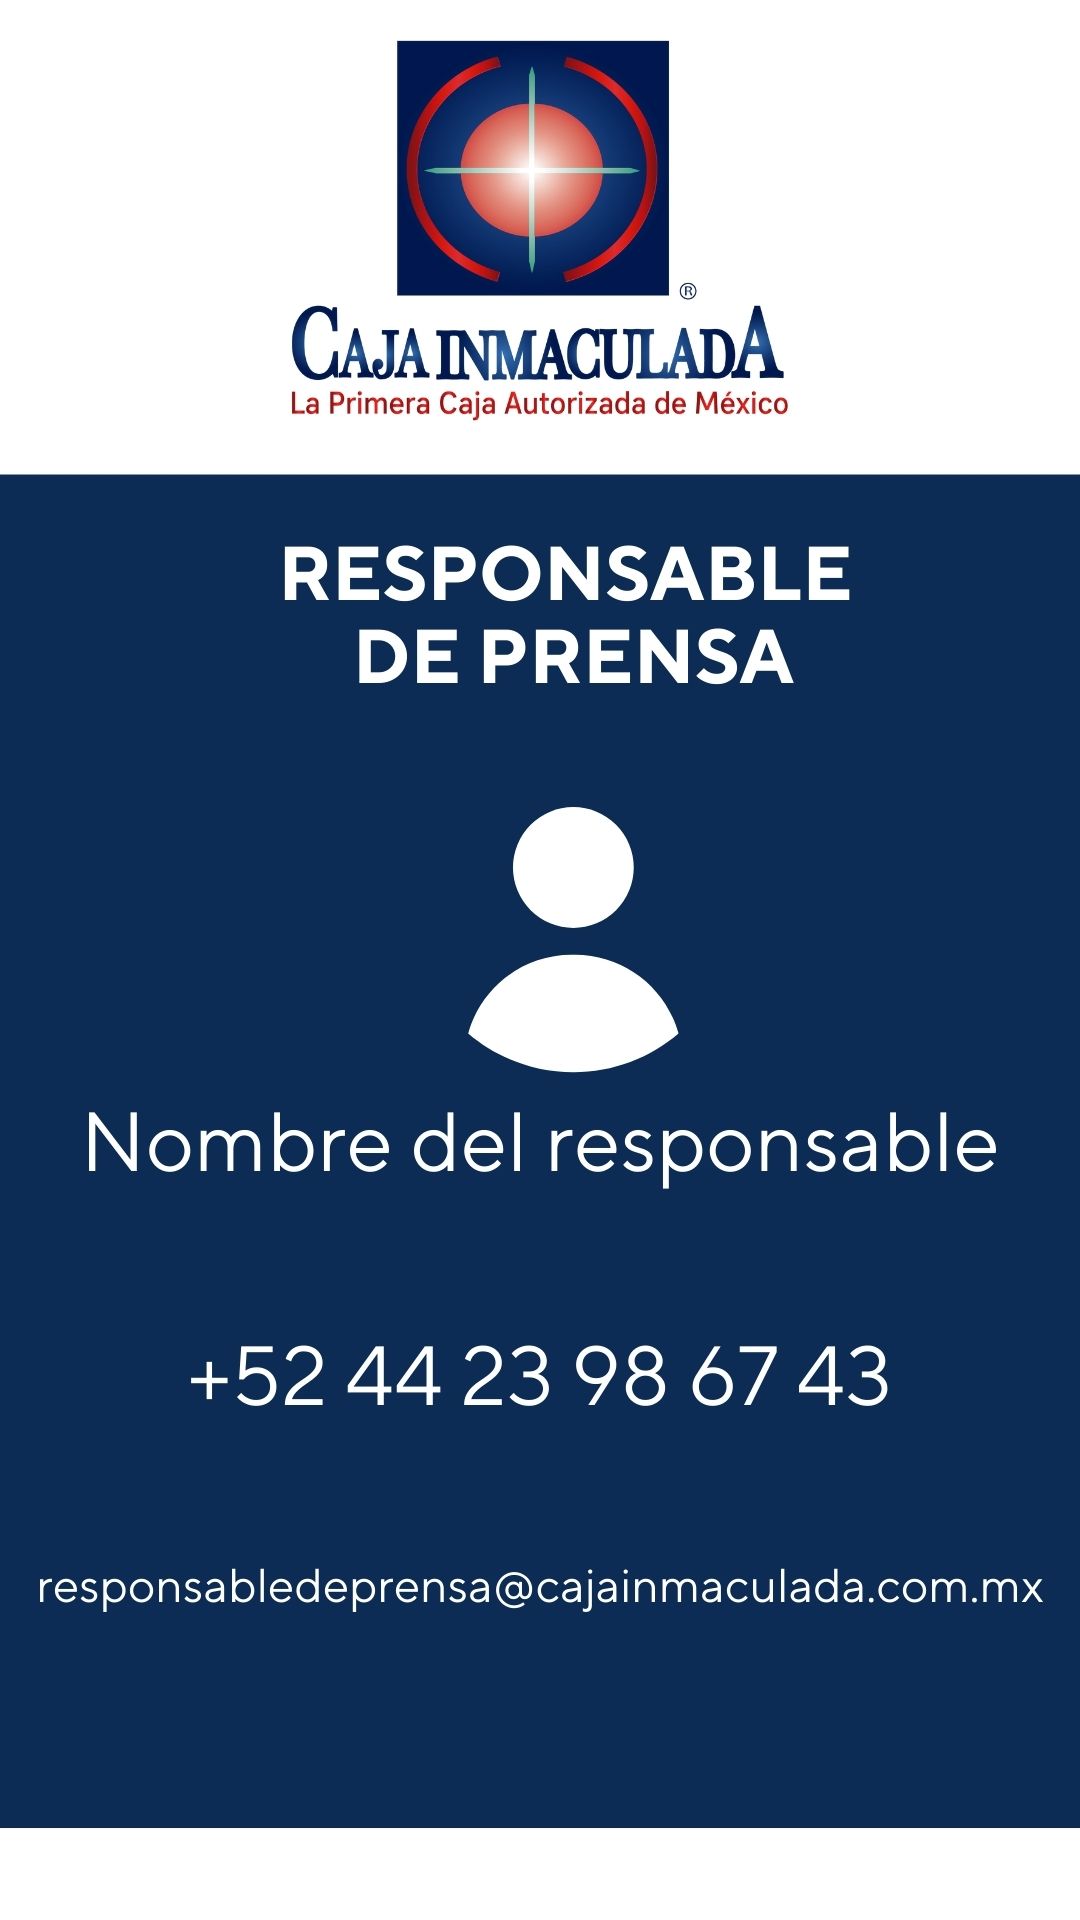 ®
CAJA INMACULADA
La Primera Caja Autorizada de México
RESPONSABLE
DE PRENSA
Nombre del responsable
+52 44 23 98 67 43
responsabledeprensa@cajainmaculada.com.mx